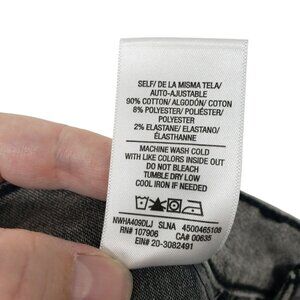 SELF/ DE LA MISMA TELA/
AUTO-AJUSTABLE
90% COTTON/ ALGODÓN/ COTON
8% POLYESTER/ POLIÉSTER/
POLYESTER
2% ELASTANE/ ELASTANO/
ÉLASTHANNE
MACHINE WASH COLD
WITH LIKE COLORS INSIDE OUT
DO NOT BLEACH
TUMBLE DRY LOW
COOL IRON IF NEEDED
NWHA409DLJ SLNA 4500465108
RN# 107906 CA# 00635
EIN# 20-3082491